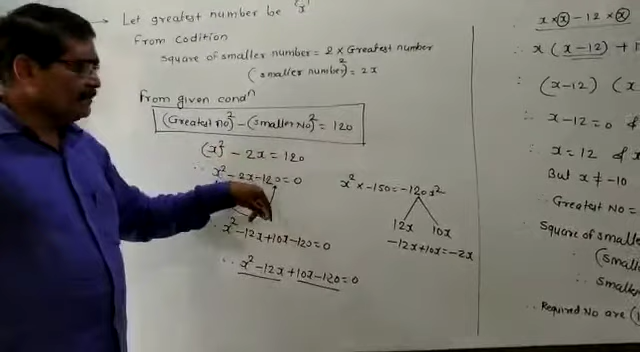 → Let greatest number be 'x'
From codition
square of smaller number = 2 × Greatest number
(smaller number)² = 2x
From given condⁿ
(Greatest no)² - (smaller No)² = 120
(x)² - 2x = 120
∴ x² - 2x - 120 = 0
x² × -150 = -120x²
12x 10x
-12x + 10x = -2x
∴ x² - 12x + 10x - 120 = 0
∴ x² - 12x + 10x - 120 = 0
x × x - 12 × x
∴ x (x - 12) +
∴ (x - 12) (x
∴ x - 12 = 0
∴ x = 12
But x ≠ -10
∴ Greatest No =
Square of small
∴ small
∴ Required No are